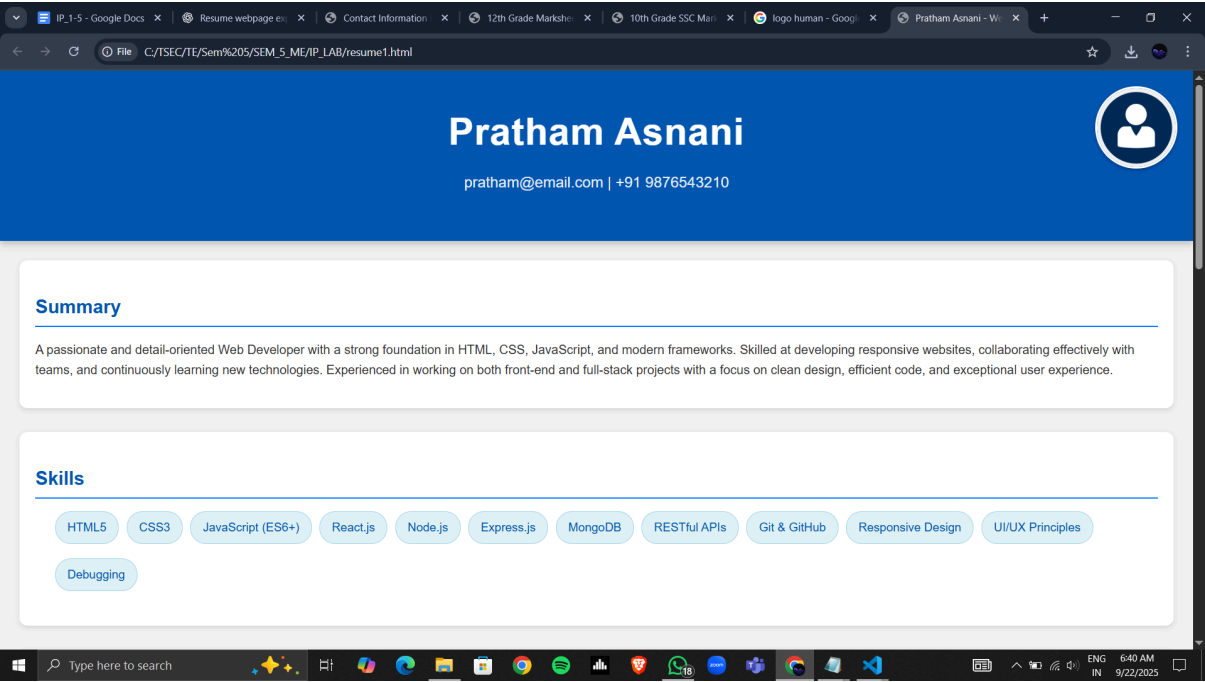 IP_1-5 - Google Docs
Resume webpage ex
Contact Information
12th Grade Markshe
10th Grade SSC Mark
logo human - Google
Pratham Asnani - We
File
C:/TSEC/TE/Sem%205/SEM_5_ME/IP_LAB/resume1.html
Pratham Asnani
pratham@email.com | +91 9876543210
Summary
A passionate and detail-oriented Web Developer with a strong foundation in HTML, CSS, JavaScript, and modern frameworks. Skilled at developing responsive websites, collaborating effectively with
teams, and continuously learning new technologies. Experienced in working on both front-end and full-stack projects with a focus on clean design, efficient code, and exceptional user experience.
Skills
HTML5 CSS3 JavaScript (ES6+) React.js Node.js Express.js MongoDB RESTful APIs Git & GitHub Responsive Design UI/UX Principles
Debugging
Type here to search
18
zoom
ENG
IN
6:40 AM
9/22/2025